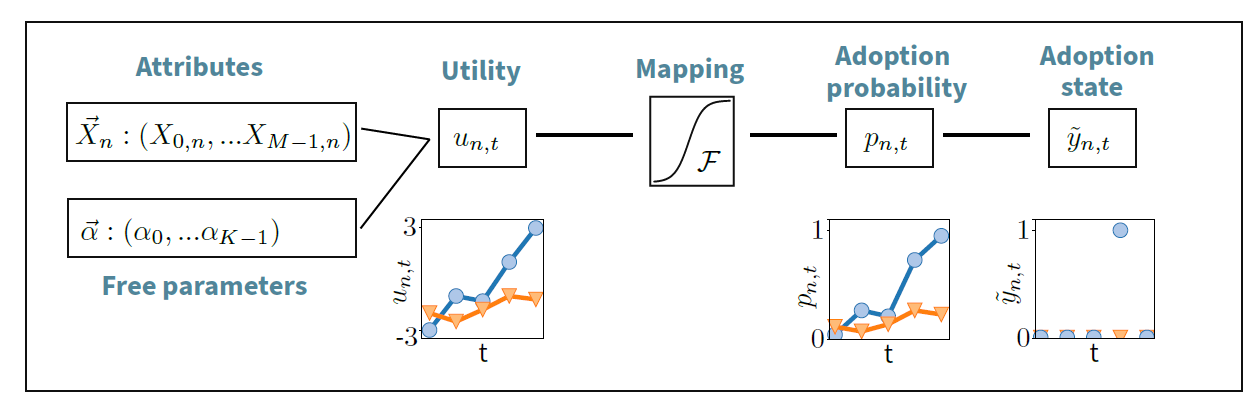 Attributes
Utility
Mapping
Adoption
probability
Adoption
state
$\vec{X}_n : (X_{0,n}, ...X_{M-1,n})$
$u_{n,t}$
$\mathcal{F}$
$p_{n,t}$
$\tilde{y}_{n,t}$
$\vec{\alpha} : (\alpha_0, ...\alpha_{K-1})$
Free parameters
3
$u_{n,t}$
-3
t
1
$p_{n,t}$
0
t
1
$\tilde{y}_{n,t}$
0
t